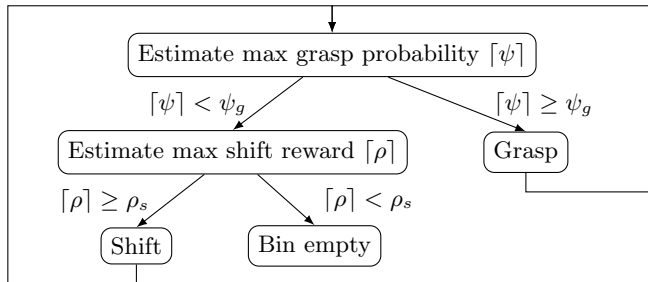 Estimate max grasp probability ⌈ψ⌉
⌈ψ⌉ < ψ_g
⌈ψ⌉ ≥ ψ_g
Estimate max shift reward ⌈ρ⌉
Grasp
⌈ρ⌉ ≥ ρ_s
⌈ρ⌉ < ρ_s
Shift
Bin empty